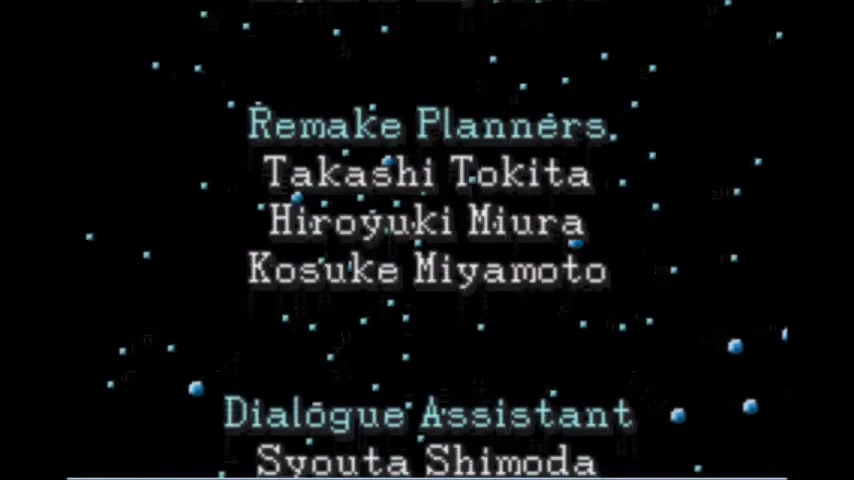 Remake Planners
Takashi Tokita
Hiroyuki Miura
Kosuke Miyamoto
Dialogue Assistant
Syouta Shimoda